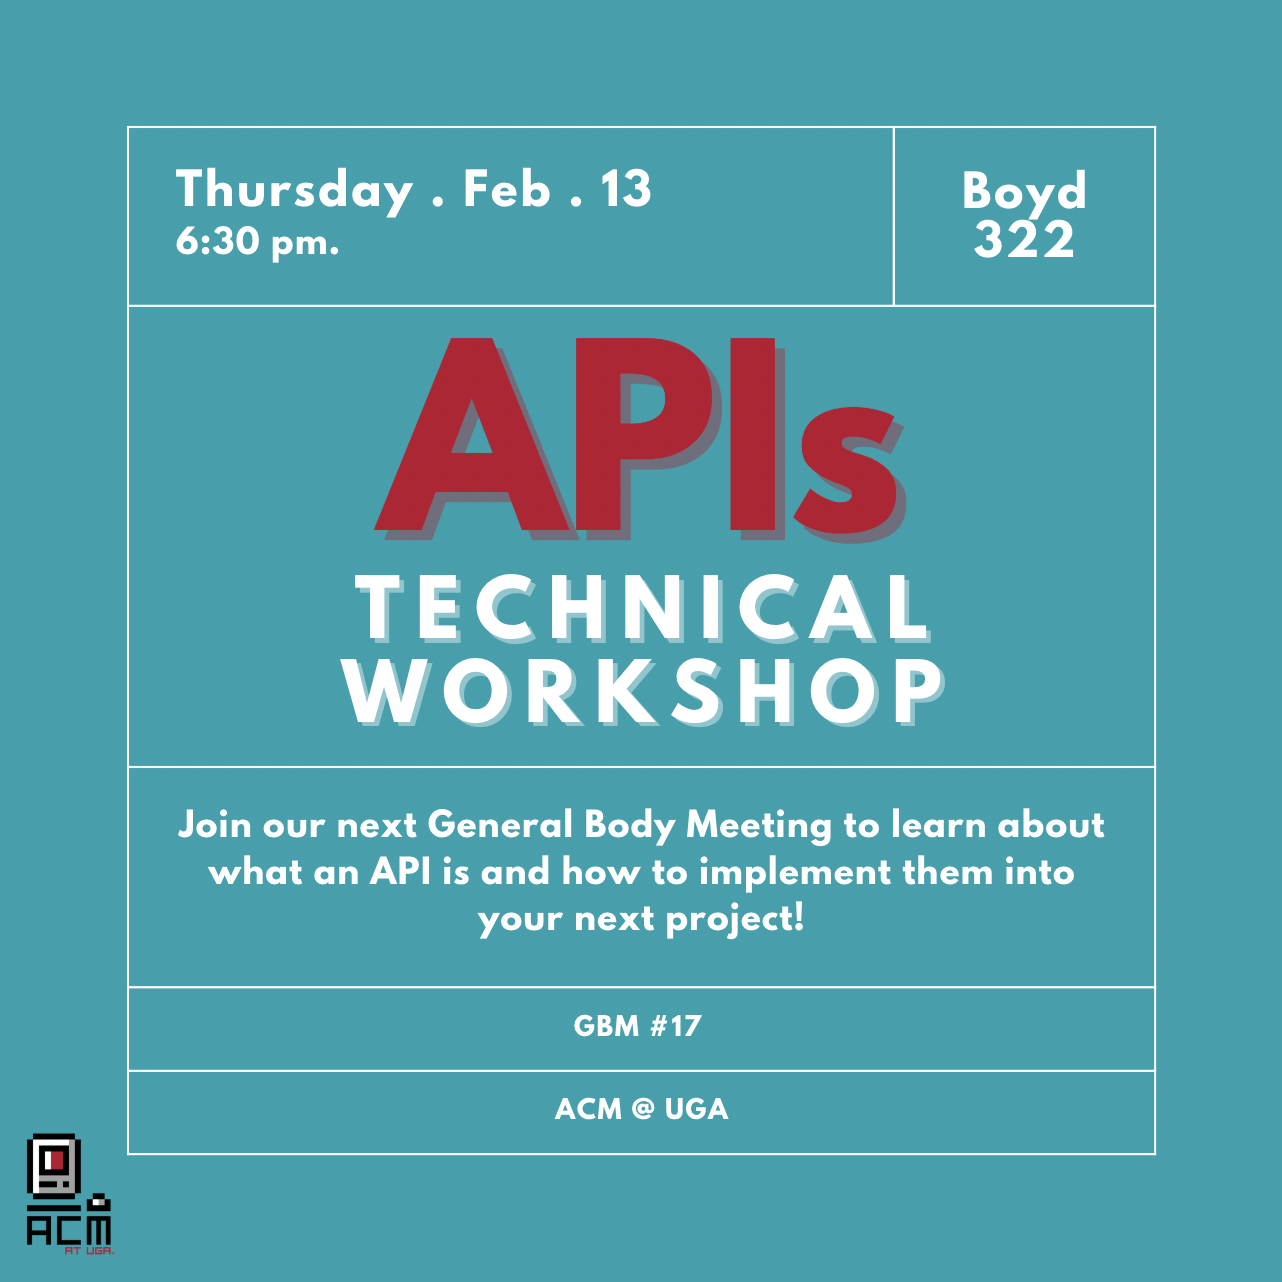 Thursday . Feb . 13
6:30 pm.
Boyd
322
APIs
TECHNICAL
WORKSHOP
Join our next General Body Meeting to learn about
what an API is and how to implement them into
your next project!
GBM #17
ACM @ UGA
ACM
AT UGA.